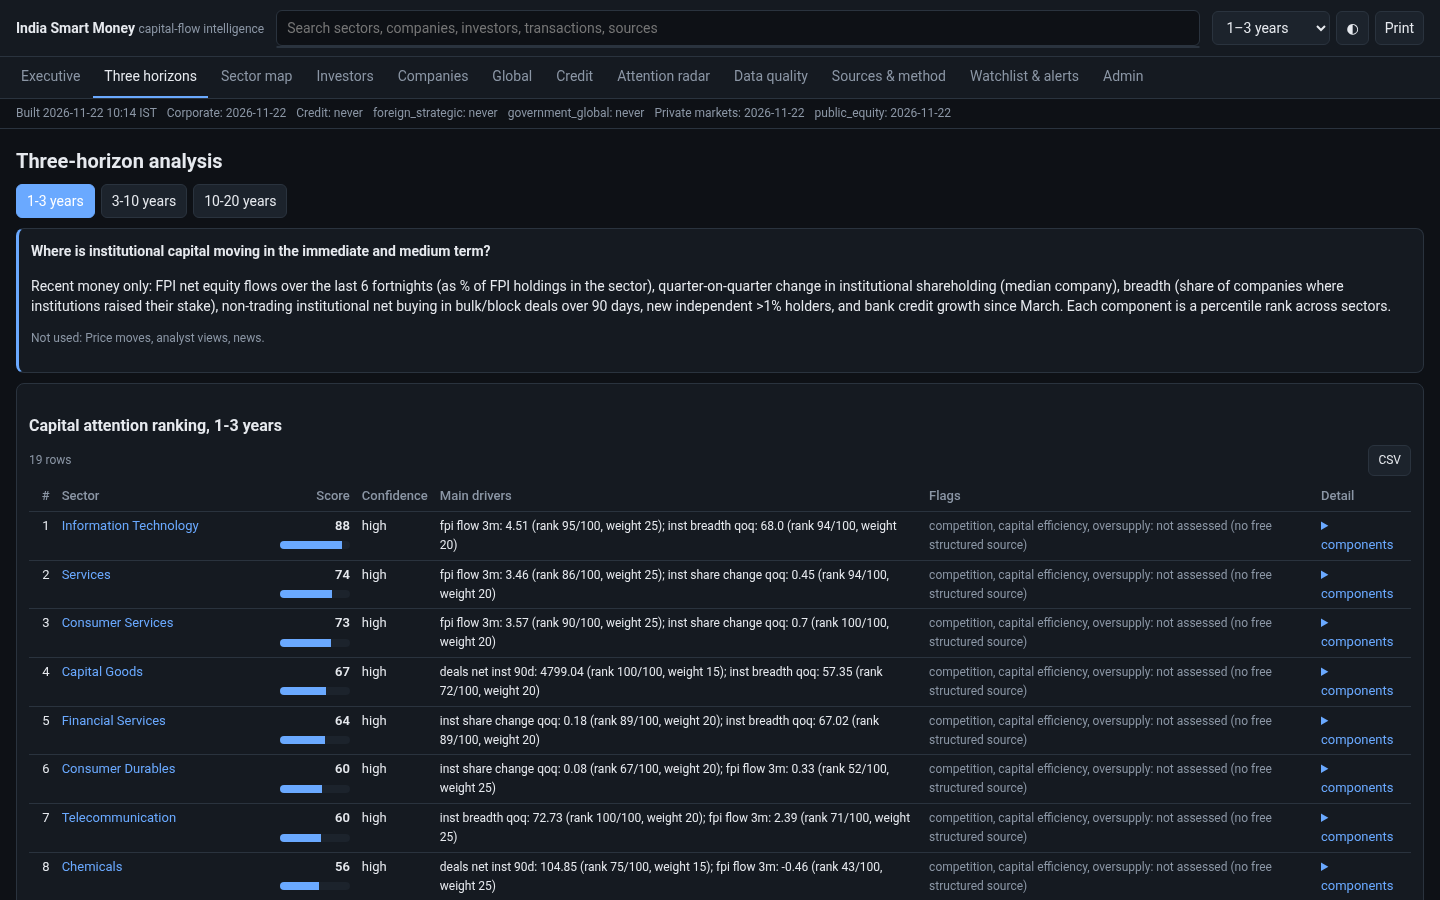 India Smart Money capital-flow intelligence
Search sectors, companies, investors, transactions, sources
1–3 years
Print
Executive Three horizons Sector map Investors Companies Global Credit Attention radar Data quality Sources & method Watchlist & alerts Admin
Built 2026-11-22 10:14 IST Corporate: 2026-11-22 Credit: never foreign_strategic: never government_global: never Private markets: 2026-11-22 public_equity: 2026-11-22
Three-horizon analysis
1-3 years 3-10 years 10-20 years
Where is institutional capital moving in the immediate and medium term?
Recent money only: FPI net equity flows over the last 6 fortnights (as % of FPI holdings in the sector), quarter-on-quarter change in institutional shareholding (median company), breadth (share of companies where
institutions raised their stake), non-trading institutional net buying in bulk/block deals over 90 days, new independent >1% holders, and bank credit growth since March. Each component is a percentile rank across sectors.
Not used: Price moves, analyst views, news.
Capital attention ranking, 1-3 years
19 rows
CSV
# Sector Score Confidence Main drivers Flags Detail
1 Information Technology 88 high fpi flow 3m: 4.51 (rank 95/100, weight 25); inst breadth qoq: 68.0 (rank 94/100, weight competition, capital efficiency, oversupply: not assessed (no free
20) structured source) components
2 Services 74 high fpi flow 3m: 3.46 (rank 86/100, weight 25); inst share change qoq: 0.45 (rank 94/100, competition, capital efficiency, oversupply: not assessed (no free
weight 20) structured source) components
3 Consumer Services 73 high fpi flow 3m: 3.57 (rank 90/100, weight 25); inst share change qoq: 0.7 (rank 100/100, competition, capital efficiency, oversupply: not assessed (no free
weight 20) structured source) components
4 Capital Goods 67 high deals net inst 90d: 4799.04 (rank 100/100, weight 15); inst breadth qoq: 57.35 (rank competition, capital efficiency, oversupply: not assessed (no free
72/100, weight 20) structured source) components
5 Financial Services 64 high inst share change qoq: 0.18 (rank 89/100, weight 20); inst breadth qoq: 67.02 (rank competition, capital efficiency, oversupply: not assessed (no free
89/100, weight 20) structured source) components
6 Consumer Durables 60 high inst share change qoq: 0.08 (rank 67/100, weight 20); fpi flow 3m: 0.33 (rank 52/100, competition, capital efficiency, oversupply: not assessed (no free
weight 25) structured source) components
7 Telecommunication 60 high inst breadth qoq: 72.73 (rank 100/100, weight 20); fpi flow 3m: 2.39 (rank 71/100, weight competition, capital efficiency, oversupply: not assessed (no free
25) structured source) components
8 Chemicals 56 high deals net inst 90d: 104.85 (rank 75/100, weight 15); fpi flow 3m: -0.46 (rank 43/100, competition, capital efficiency, oversupply: not assessed (no free
weight 25) structured source) components